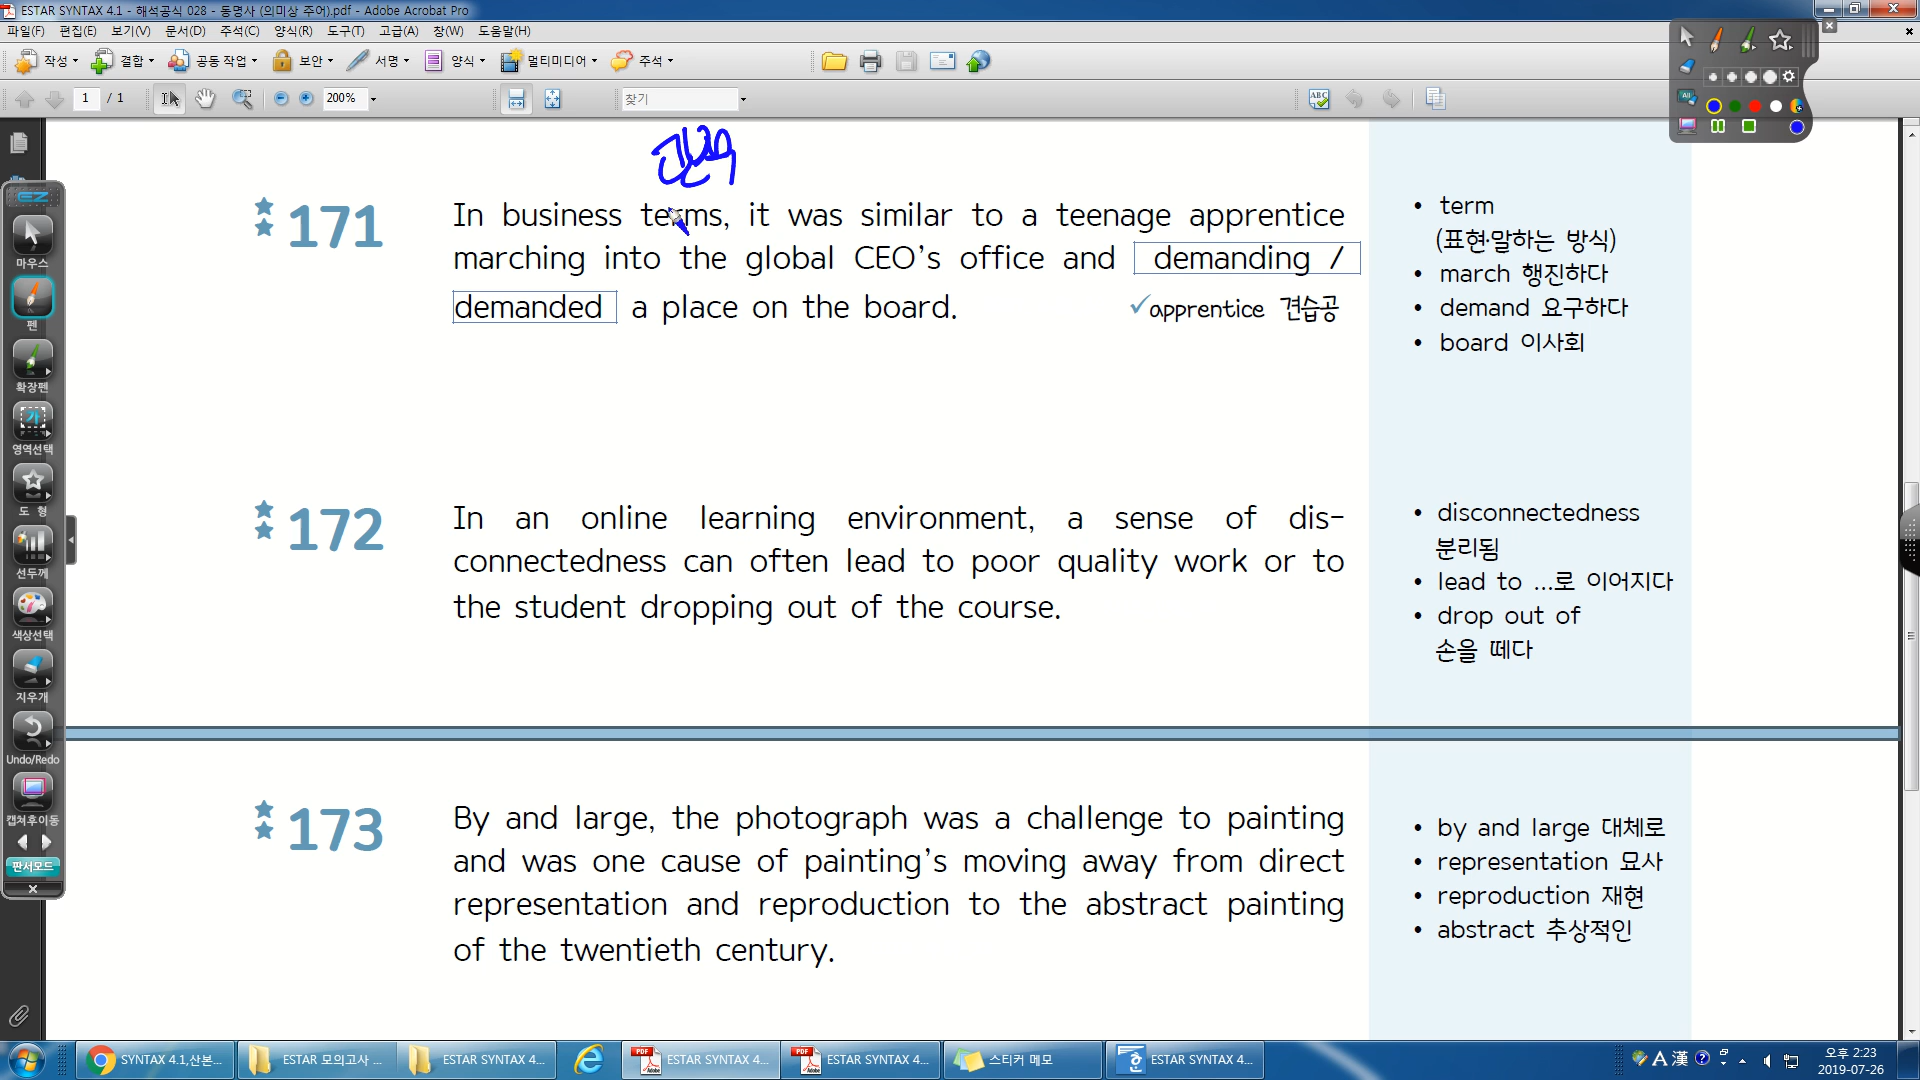 ESTAR SYNTAX 4.1 - 해석공식 028 - 동명사 (의미상 주어).pdf - Adobe Acrobat Pro
파일(F) 편집(E) 보기(V) 문서(D) 주석(C) 양식(R) 도구(T) 고급(A) 창(W) 도움말(H)
작성 결합 공동 작업 보안 서명 양식 멀티미디어 주석
1 / 1 200% 찾기
171
In business terms, it was similar to a teenage apprentice
marching into the global CEO's office and demanding /
demanded a place on the board.
✓apprentice 견습공
• term
(표현·말하는 방식)
• march 행진하다
• demand 요구하다
• board 이사회
172
In an online learning environment, a sense of dis-
connectedness can often lead to poor quality work or to
the student dropping out of the course.
• disconnectedness
분리됨
• lead to ...로 이어지다
• drop out of
손을 떼다
173
By and large, the photograph was a challenge to painting
and was one cause of painting's moving away from direct
representation and reproduction to the abstract painting
of the twentieth century.
• by and large 대체로
• representation 묘사
• reproduction 재현
• abstract 추상적인
EZ
마우스
펜
확장펜
가
영역선택
도 형
선두께
색상선택
지우개
Undo/Redo
캡쳐후이동
판서모드
All
ABC
SYNTAX 4.1,산본... ESTAR 모의고사 ... ESTAR SYNTAX 4... ESTAR SYNTAX 4... ESTAR SYNTAX 4... 스티커 메모 ESTAR SYNTAX 4...
A 漢
오후 2:23
2019-07-26